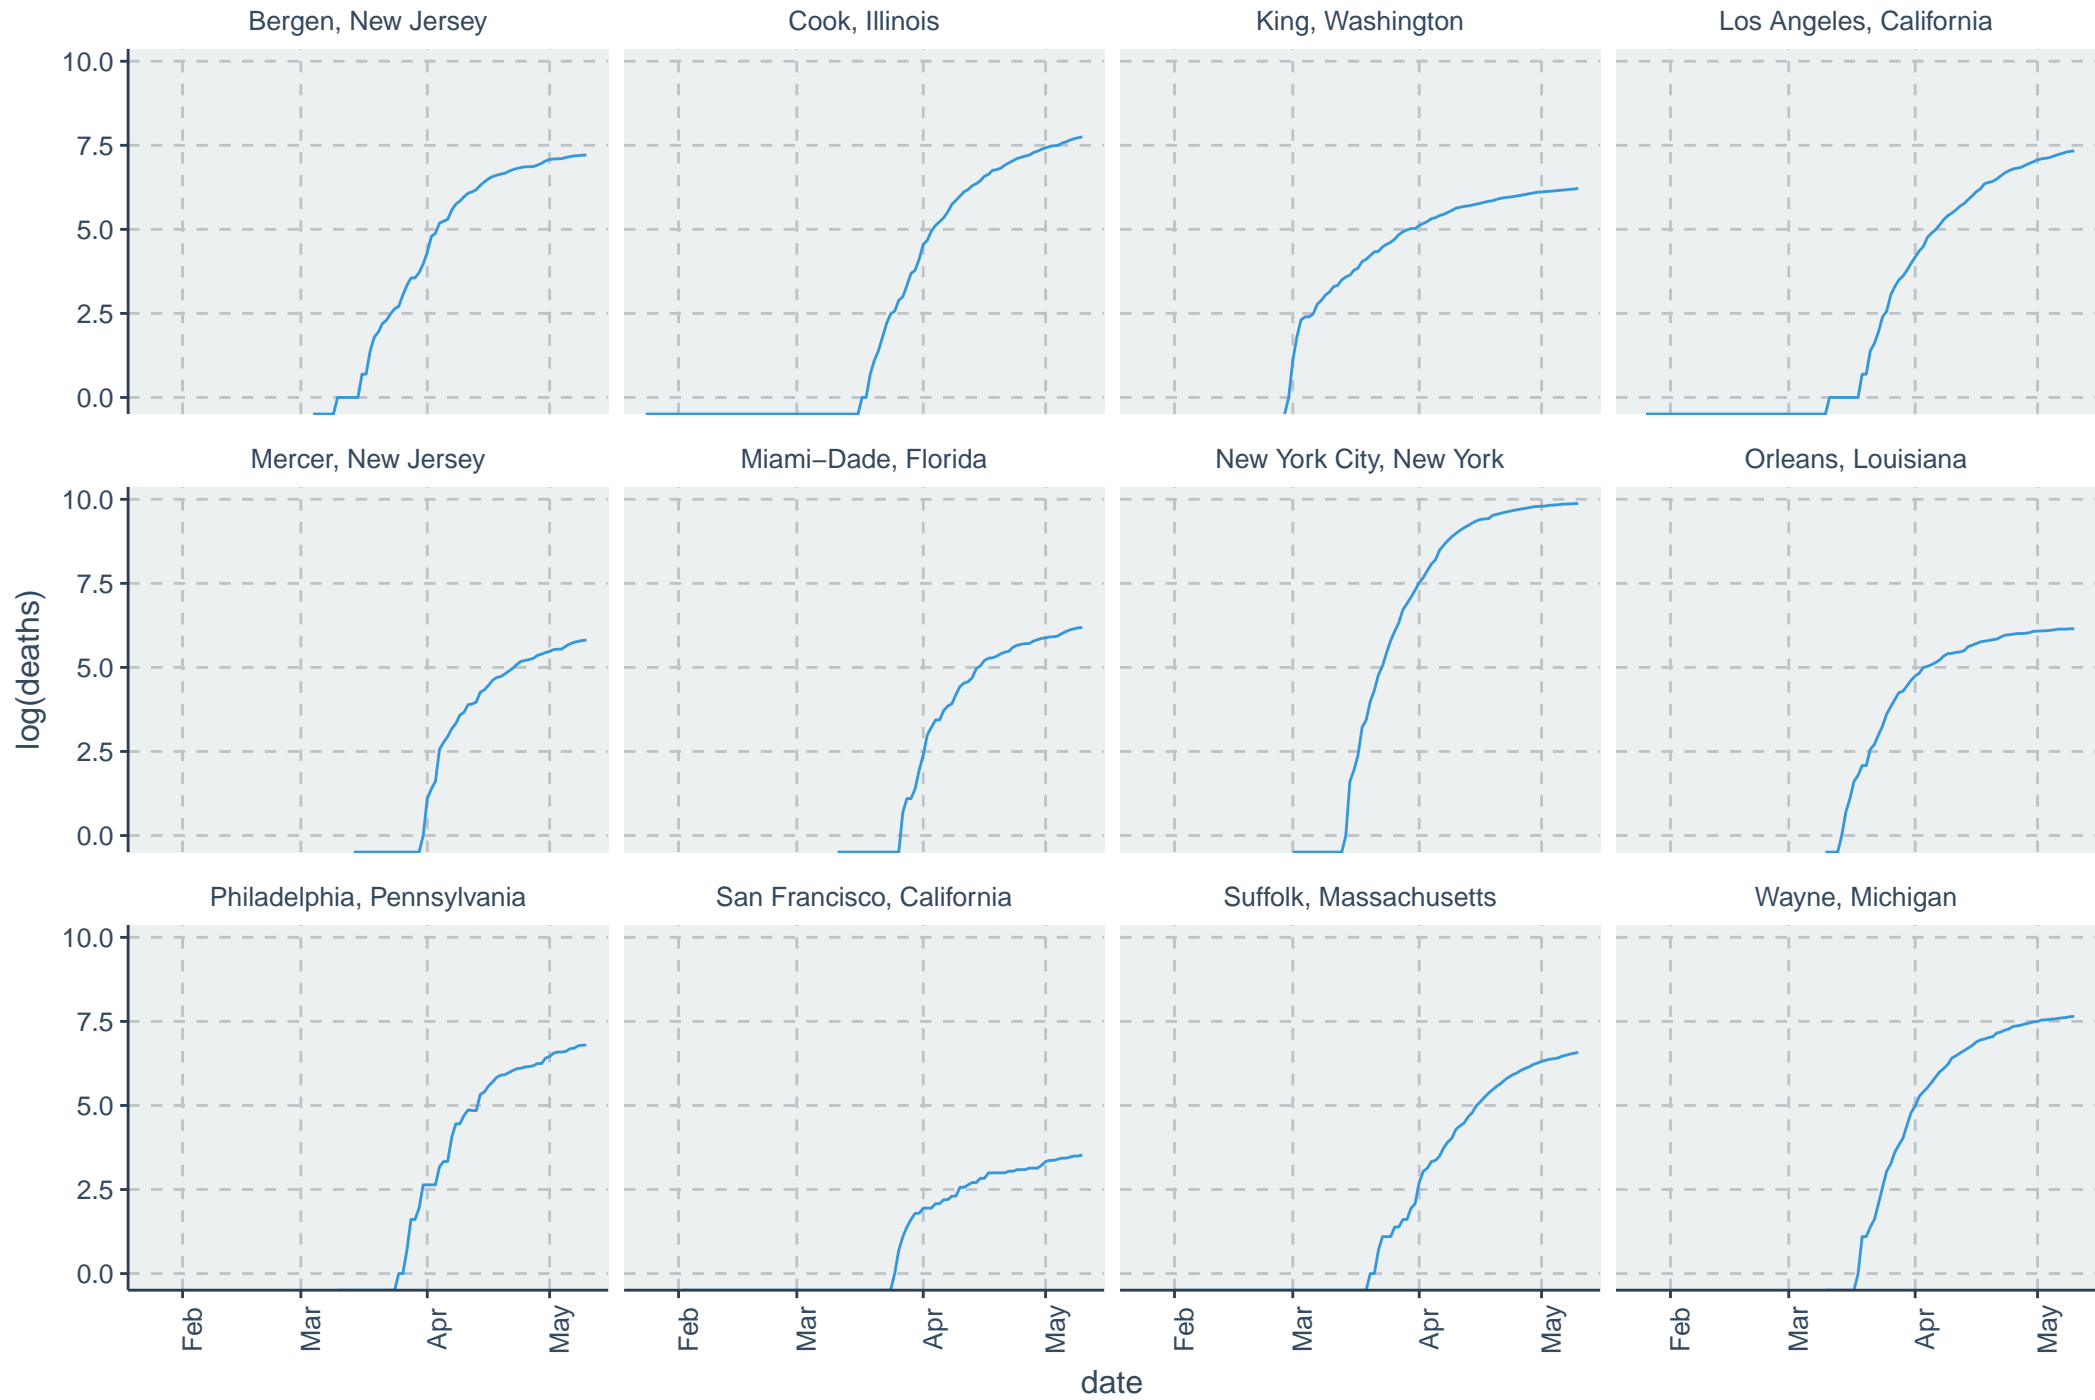 Bergen, New Jersey
Cook, Illinois
King, Washington
Los Angeles, California
10.0
7.5
5.0
2.5
0.0
Mercer, New Jersey
Miami−Dade, Florida
New York City, New York
Orleans, Louisiana
10.0
7.5
5.0
2.5
0.0
log(deaths)
Philadelphia, Pennsylvania
San Francisco, California
Suffolk, Massachusetts
Wayne, Michigan
10.0
7.5
5.0
2.5
0.0
Feb
Mar
Apr
May
Feb
Mar
Apr
May
Feb
Mar
Apr
May
Feb
Mar
Apr
May
date